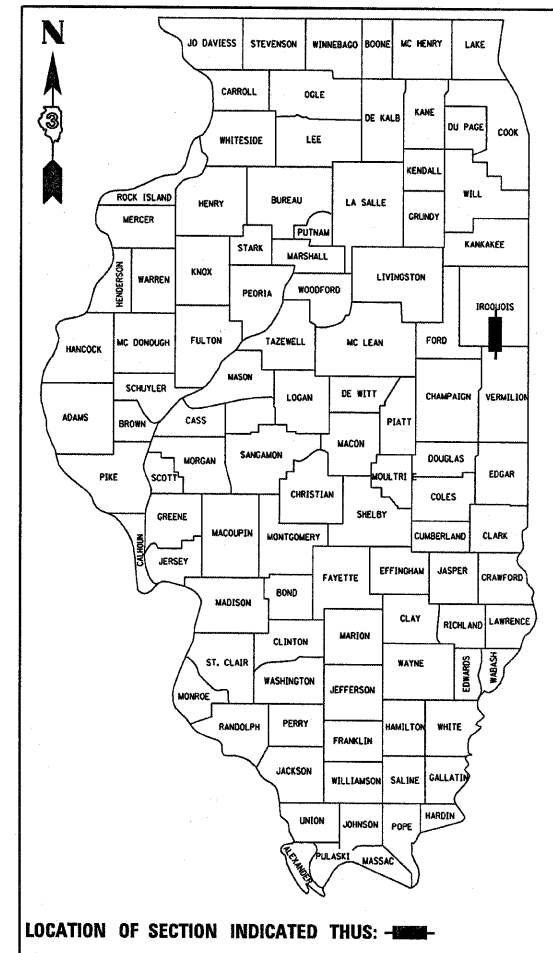 N
3
JO DAVIESS STEVENSON WINNEBAGO BOONE MC HENRY LAKE
CARROLL OGLE DE KALB KANE DU PAGE COOK
WHITESIDE LEE
KENDALL WILL
ROCK ISLAND HENRY BUREAU LA SALLE GRUNDY
MERCER PUTNAM
KANKAKEE
HENDERSON WARREN KNOX STARK MARSHALL LIVINGSTON
PEORIA WOODFORD IROQUOIS
HANCOCK MC DONOUGH FULTON TAZEWELL MC LEAN FORD
SCHUYLER MASON LOGAN DE WITT CHAMPAIGN VERMILION
ADAMS BROWN CASS MACON PIATT
MORGAN SANGAMON DOUGLAS EDGAR
PIKE SCOTT CHRISTIAN MOULTRIE COLES
GREENE MACOUPIN SHELBY
CALHOUN JERSEY MONTGOMERY CUMBERLAND CLARK
FAYETTE EFFINGHAM JASPER CRAWFORD
MADISON BOND CLAY RICHLAND LAWRENCE
CLINTON MARION
ST. CLAIR WAYNE EDWARDS WABASH
WASHINGTON JEFFERSON
MONROE
RANDOLPH PERRY HAMILTON WHITE
FRANKLIN
JACKSON WILLIAMSON SALINE GALLATIN
UNION JOHNSON POPE HARDIN
ALEXANDER PULASKI MASSAC
LOCATION OF SECTION INDICATED THUS: